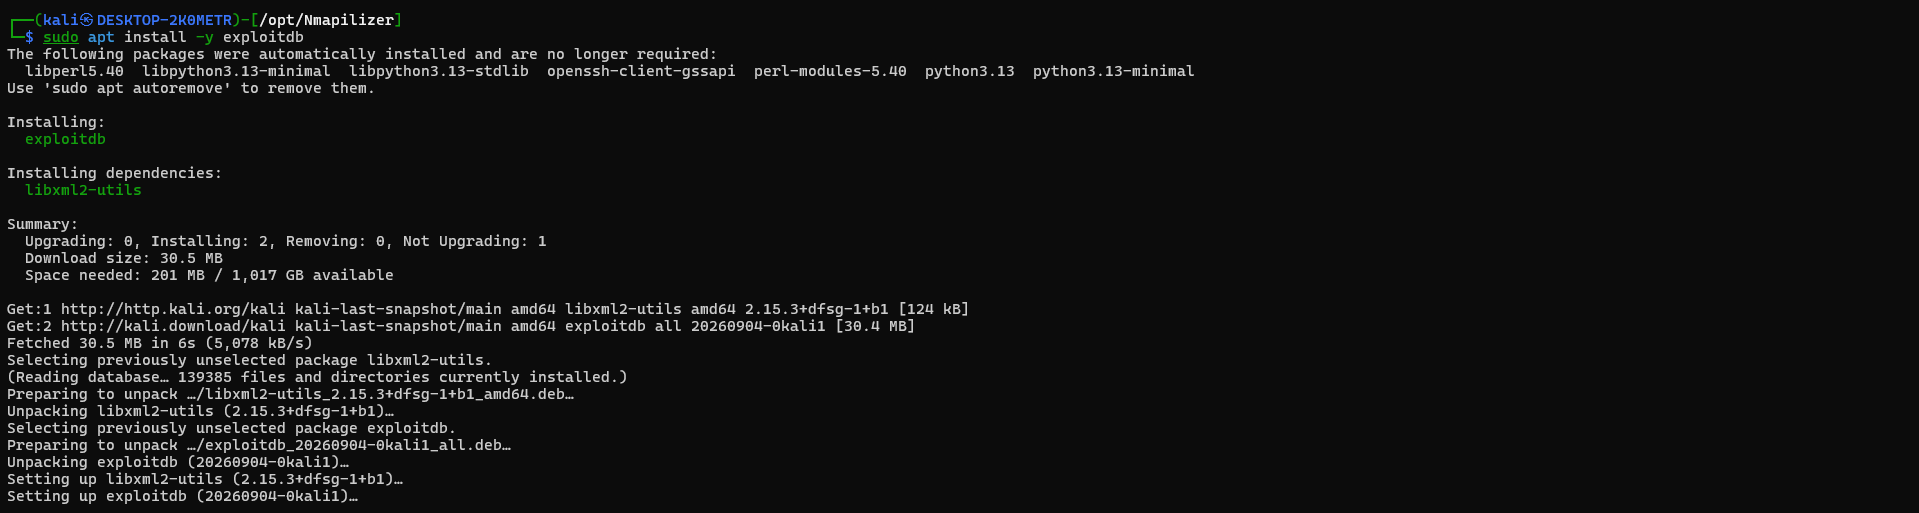 ┌──(kali㉿DESKTOP-2K0METR)-[/opt/Nmapilizer]
└─$ sudo apt install -y exploitdb
The following packages were automatically installed and are no longer required:
  libperl5.40  libpython3.13-minimal  libpython3.13-stdlib  openssh-client-gssapi  perl-modules-5.40  python3.13  python3.13-minimal
Use 'sudo apt autoremove' to remove them.

Installing:
  exploitdb

Installing dependencies:
  libxml2-utils

Summary:
  Upgrading: 0, Installing: 2, Removing: 0, Not Upgrading: 1
  Download size: 30.5 MB
  Space needed: 201 MB / 1,017 GB available

Get:1 http://http.kali.org/kali kali-last-snapshot/main amd64 libxml2-utils amd64 2.15.3+dfsg-1+b1 [124 kB]
Get:2 http://kali.download/kali kali-last-snapshot/main amd64 exploitdb all 20260904-0kali1 [30.4 MB]
Fetched 30.5 MB in 6s (5,078 kB/s)
Selecting previously unselected package libxml2-utils.
(Reading database… 139385 files and directories currently installed.)
Preparing to unpack …/libxml2-utils_2.15.3+dfsg-1+b1_amd64.deb…
Unpacking libxml2-utils (2.15.3+dfsg-1+b1)…
Selecting previously unselected package exploitdb.
Preparing to unpack …/exploitdb_20260904-0kali1_all.deb…
Unpacking exploitdb (20260904-0kali1)…
Setting up libxml2-utils (2.15.3+dfsg-1+b1)…
Setting up exploitdb (20260904-0kali1)…